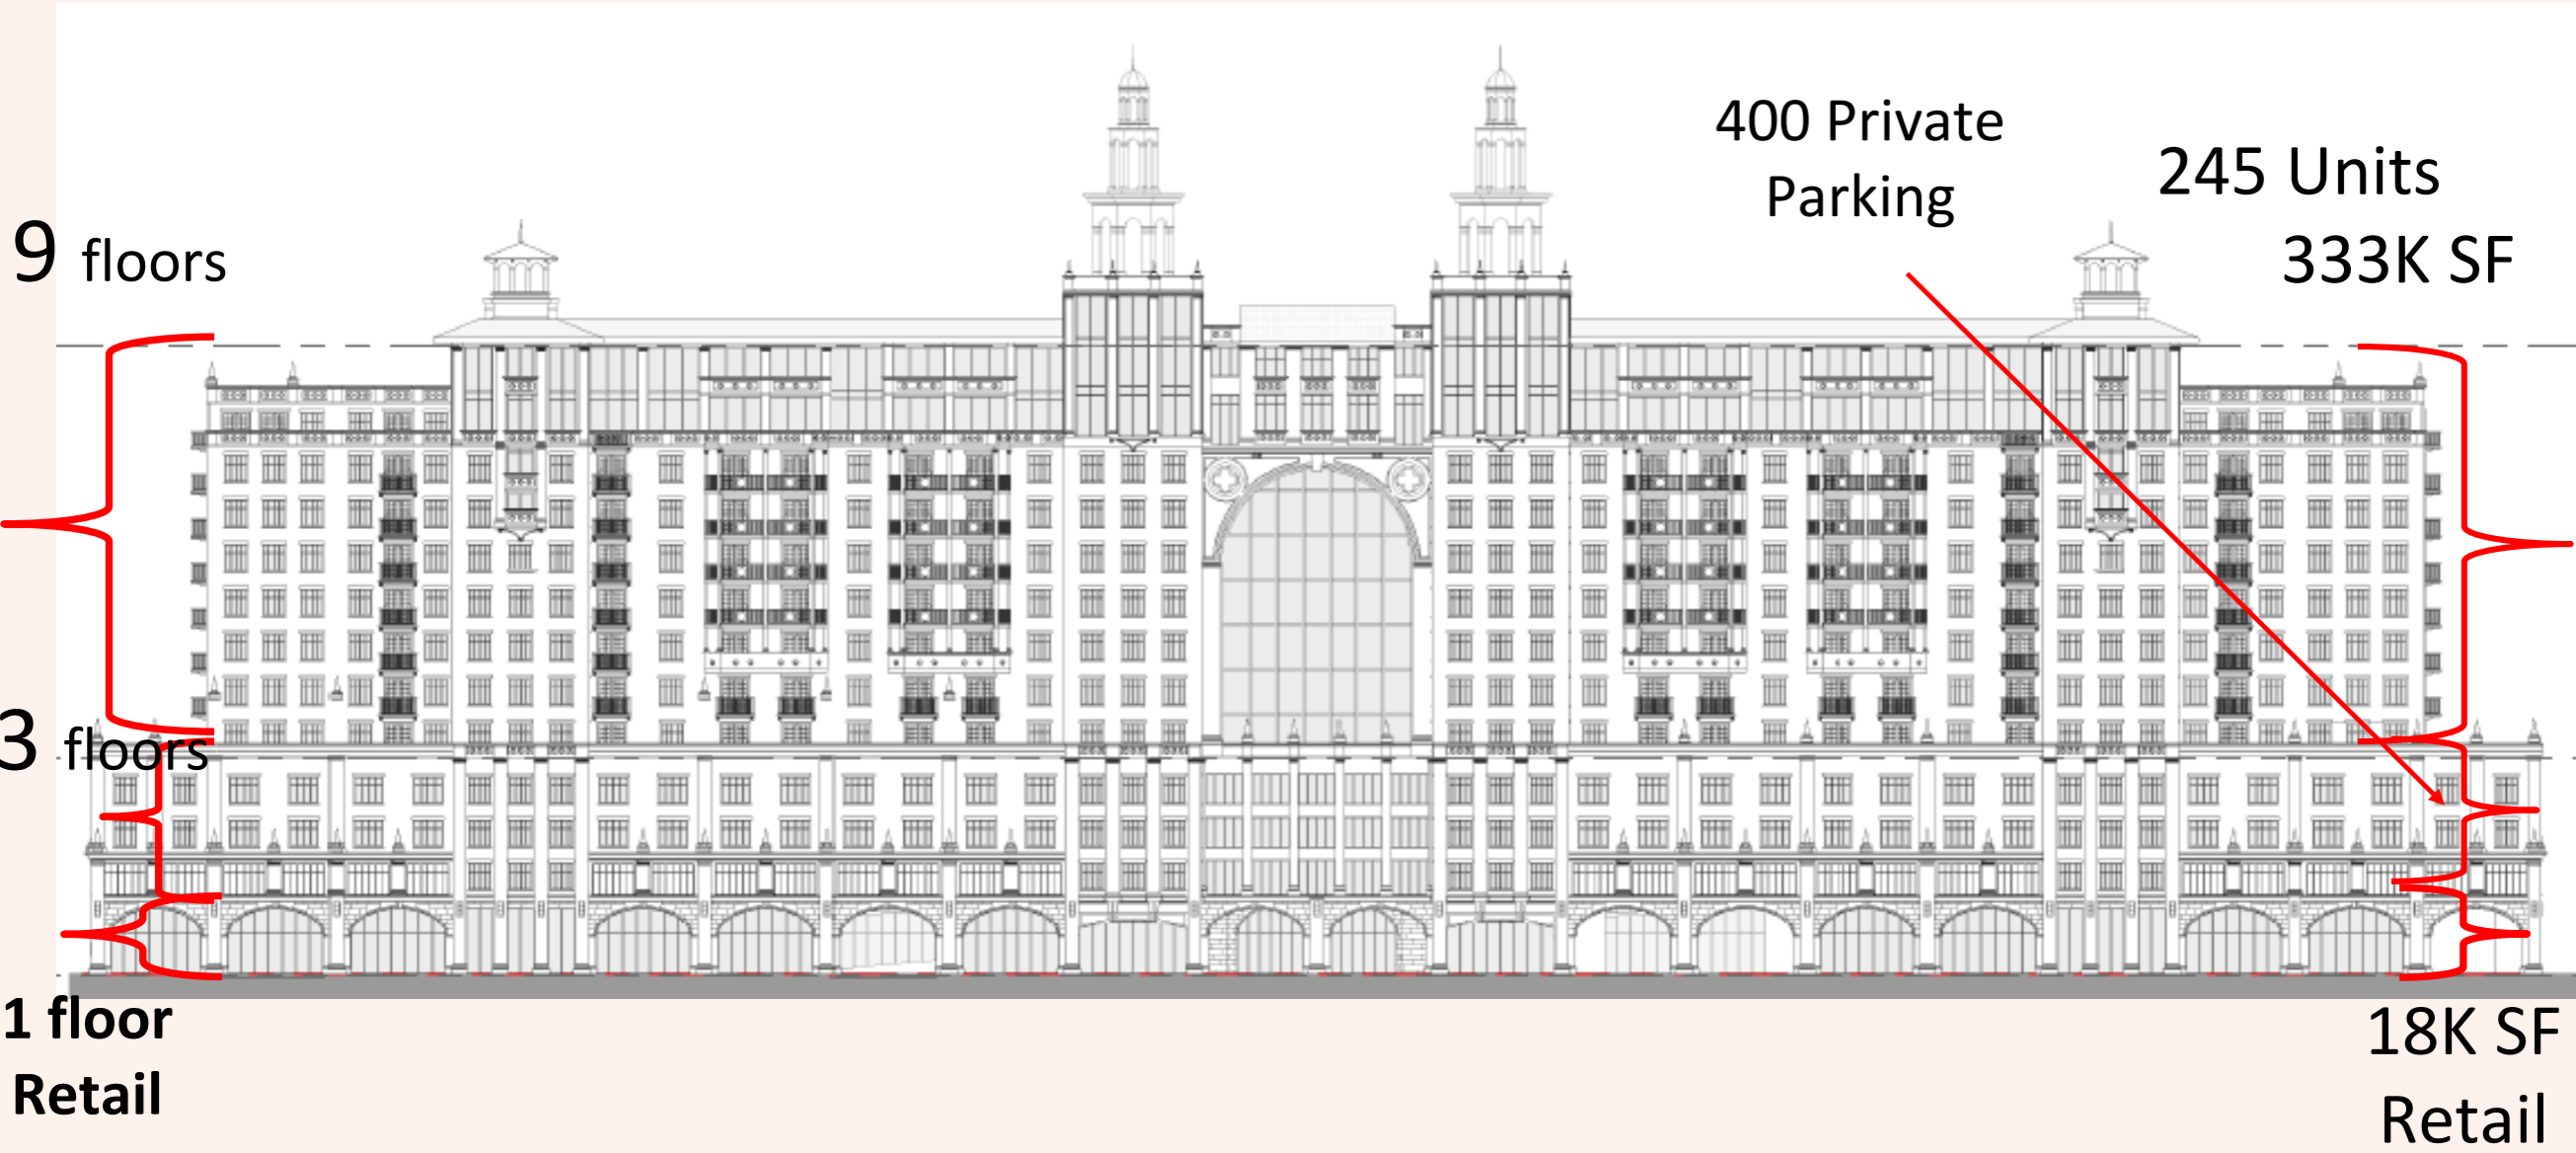 400 Private
Parking
245 Units
333K SF
9 floors
3 floors
1 floor
Retail
18K SF
Retail